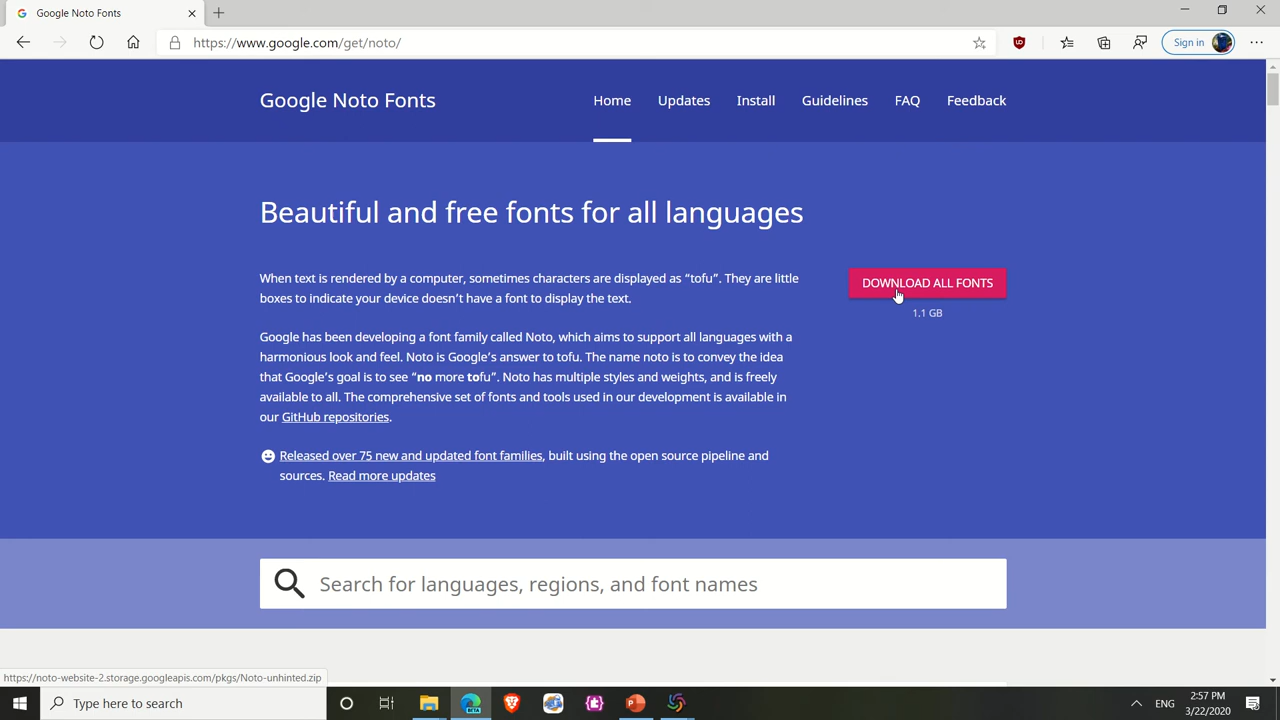 Google Noto Fonts
https://www.google.com/get/noto/
Sign in
Google Noto Fonts
Home
Updates
Install
Guidelines
FAQ
Feedback
Beautiful and free fonts for all languages
When text is rendered by a computer, sometimes characters are displayed as “tofu”. They are little
boxes to indicate your device doesn’t have a font to display the text.
DOWNLOAD ALL FONTS
1.1 GB
Google has been developing a font family called Noto, which aims to support all languages with a
harmonious look and feel. Noto is Google’s answer to tofu. The name noto is to convey the idea
that Google’s goal is to see “no more tofu”. Noto has multiple styles and weights, and is freely
available to all. The comprehensive set of fonts and tools used in our development is available in
our GitHub repositories.
Released over 75 new and updated font families, built using the open source pipeline and
sources. Read more updates
Search for languages, regions, and font names
https://noto-website-2.storage.googleapis.com/pkgs/Noto-unhinted.zip
Type here to search
BETA
ENG
2:57 PM
3/22/2020